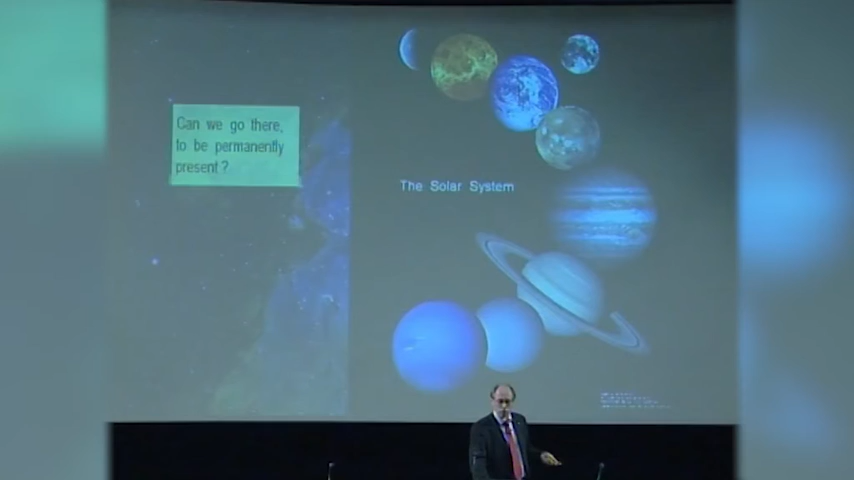 Can we go there,
to be permanently
present ?
The Solar System